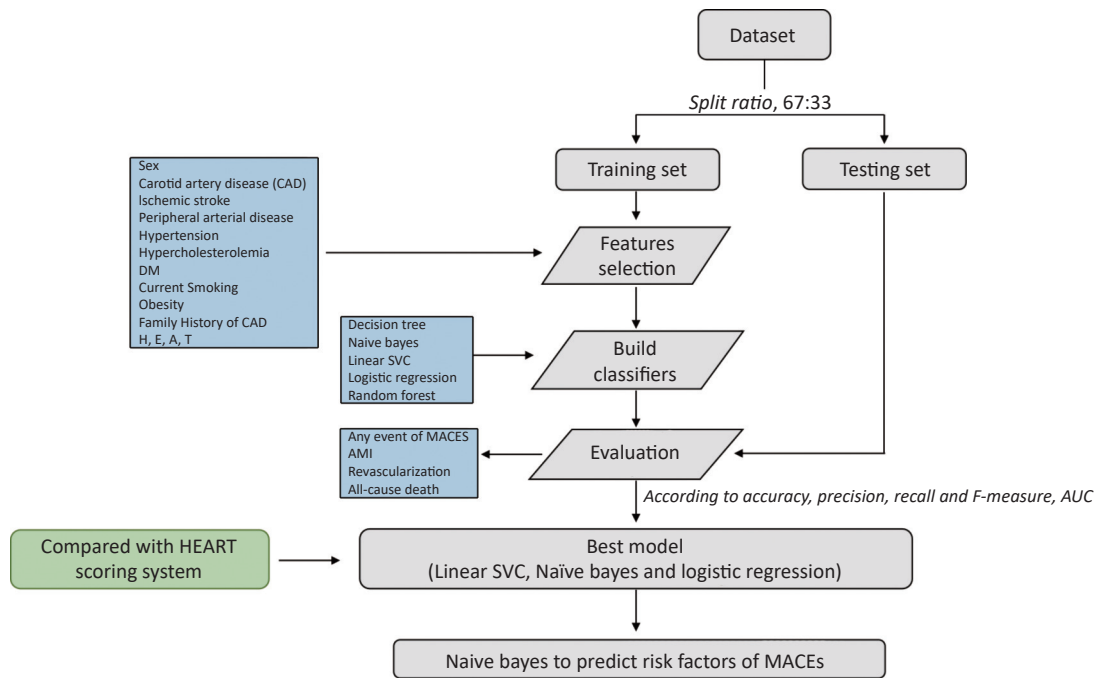 Dataset
Split ratio, 67:33
Training set
Testing set
Sex
Carotid artery disease (CAD)
Ischemic stroke
Peripheral arterial disease
Hypertension
Hypercholesterolemia
DM
Current Smoking
Obesity
Family History of CAD
H, E, A, T
Features
selection
Decision tree
Naive bayes
Linear SVC
Logistic regression
Random forest
Build
classifiers
Any event of MACES
AMI
Revascularization
All-cause death
Evaluation
According to accuracy, precision, recall and F-measure, AUC
Compared with HEART
scoring system
Best model
(Linear SVC, Naïve bayes and logistic regression)
Naive bayes to predict risk factors of MACEs